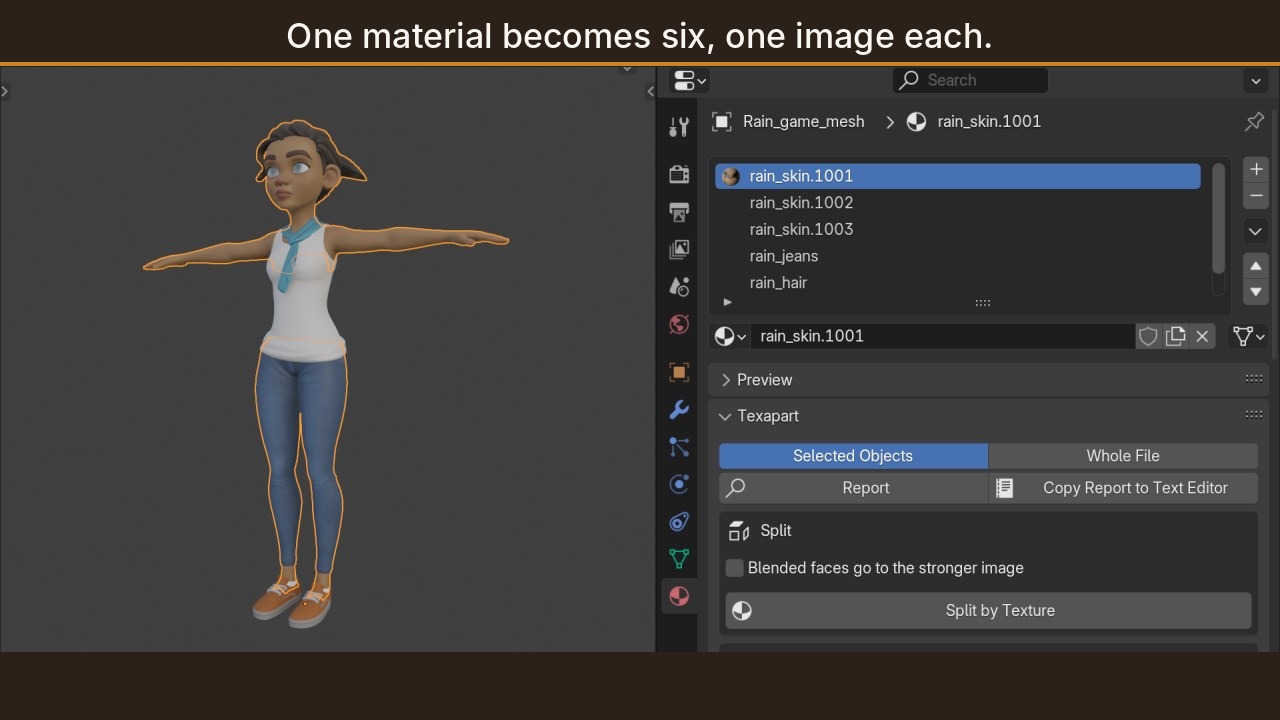 One material becomes six, one image each.
Search
Rain_game_mesh > rain_skin.1001
rain_skin.1001
rain_skin.1002
rain_skin.1003
rain_jeans
rain_hair
rain_skin.1001
Preview
Texapart
Selected Objects Whole File
Report Copy Report to Text Editor
Split
Blended faces go to the stronger image
Split by Texture